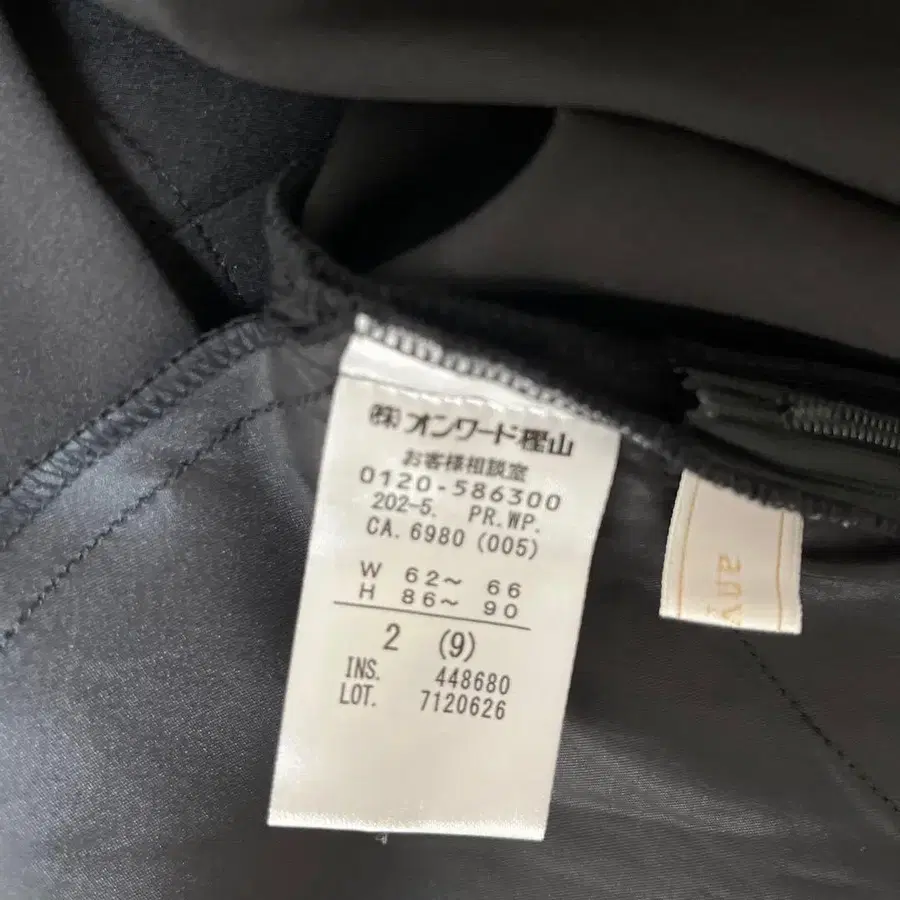 ㈱オンワード樫山
お客様相談室
0120-586300
202-5. PR.WP.
CA. 6980 (005)
W 62～ 66
H 86～ 90
2 (9)
INS. 448680
LOT. 7120626
any